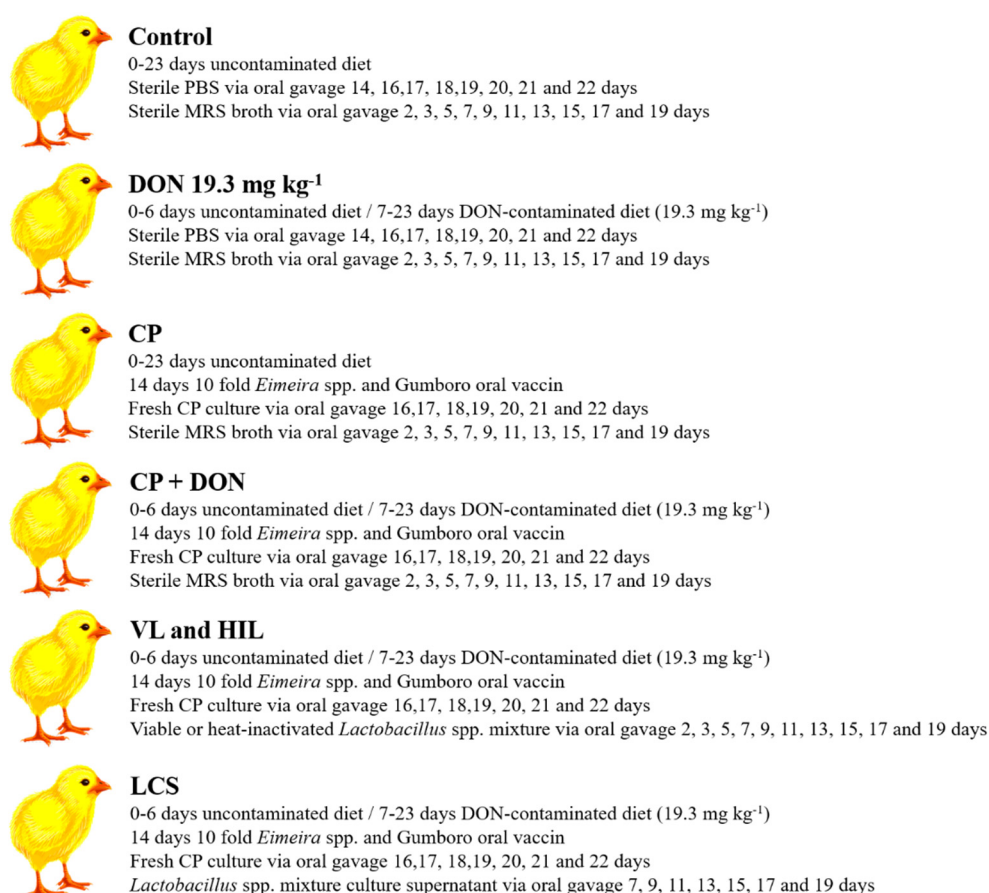 Control
0-23 days uncontaminated diet
Sterile PBS via oral gavage 14, 16,17, 18,19, 20, 21 and 22 days
Sterile MRS broth via oral gavage 2, 3, 5, 7, 9, 11, 13, 15, 17 and 19 days
DON 19.3 mg kg⁻¹
0-6 days uncontaminated diet / 7-23 days DON-contaminated diet (19.3 mg kg⁻¹)
Sterile PBS via oral gavage 14, 16,17, 18,19, 20, 21 and 22 days
Sterile MRS broth via oral gavage 2, 3, 5, 7, 9, 11, 13, 15, 17 and 19 days
CP
0-23 days uncontaminated diet
14 days 10 fold Eimeira spp. and Gumboro oral vaccin
Fresh CP culture via oral gavage 16,17, 18,19, 20, 21 and 22 days
Sterile MRS broth via oral gavage 2, 3, 5, 7, 9, 11, 13, 15, 17 and 19 days
CP + DON
0-6 days uncontaminated diet / 7-23 days DON-contaminated diet (19.3 mg kg⁻¹)
14 days 10 fold Eimeira spp. and Gumboro oral vaccin
Fresh CP culture via oral gavage 16,17, 18,19, 20, 21 and 22 days
Sterile MRS broth via oral gavage 2, 3, 5, 7, 9, 11, 13, 15, 17 and 19 days
VL and HIL
0-6 days uncontaminated diet / 7-23 days DON-contaminated diet (19.3 mg kg⁻¹)
14 days 10 fold Eimeira spp. and Gumboro oral vaccin
Fresh CP culture via oral gavage 16,17, 18,19, 20, 21 and 22 days
Viable or heat-inactivated Lactobacillus spp. mixture via oral gavage 2, 3, 5, 7, 9, 11, 13, 15, 17 and 19 days
LCS
0-6 days uncontaminated diet / 7-23 days DON-contaminated diet (19.3 mg kg⁻¹)
14 days 10 fold Eimeira spp. and Gumboro oral vaccin
Fresh CP culture via oral gavage 16,17, 18,19, 20, 21 and 22 days
Lactobacillus spp. mixture culture supernatant via oral gavage 7, 9, 11, 13, 15, 17 and 19 days